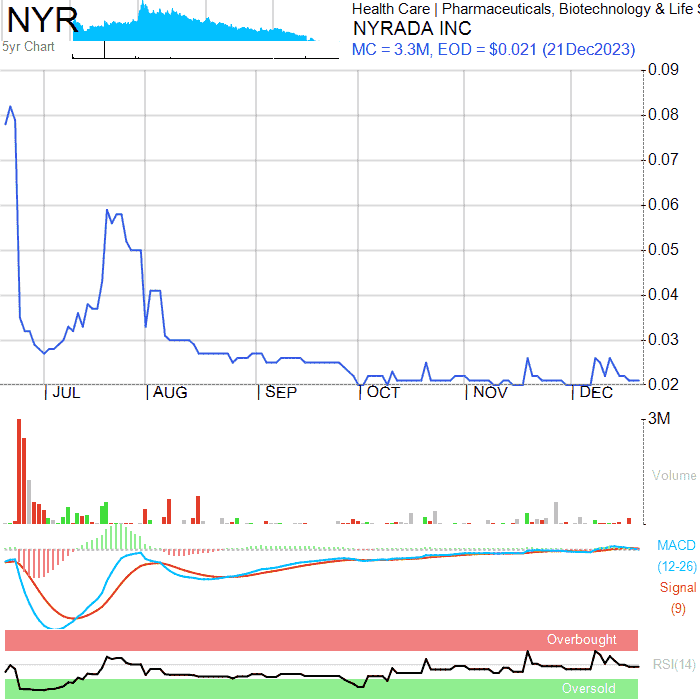 NYR
Health Care | Pharmaceuticals, Biotechnology & Life S
NYRADA INC
5yr Chart
MC = 3.3M, EOD = $0.021 (21Dec2023)
0.09
0.08
0.07
0.06
0.05
0.04
0.03
0.02
JUL AUG SEP OCT NOV DEC
3M
Volume
MACD
(12-26)
Signal
(9)
Overbought
RSI(14)
Oversold